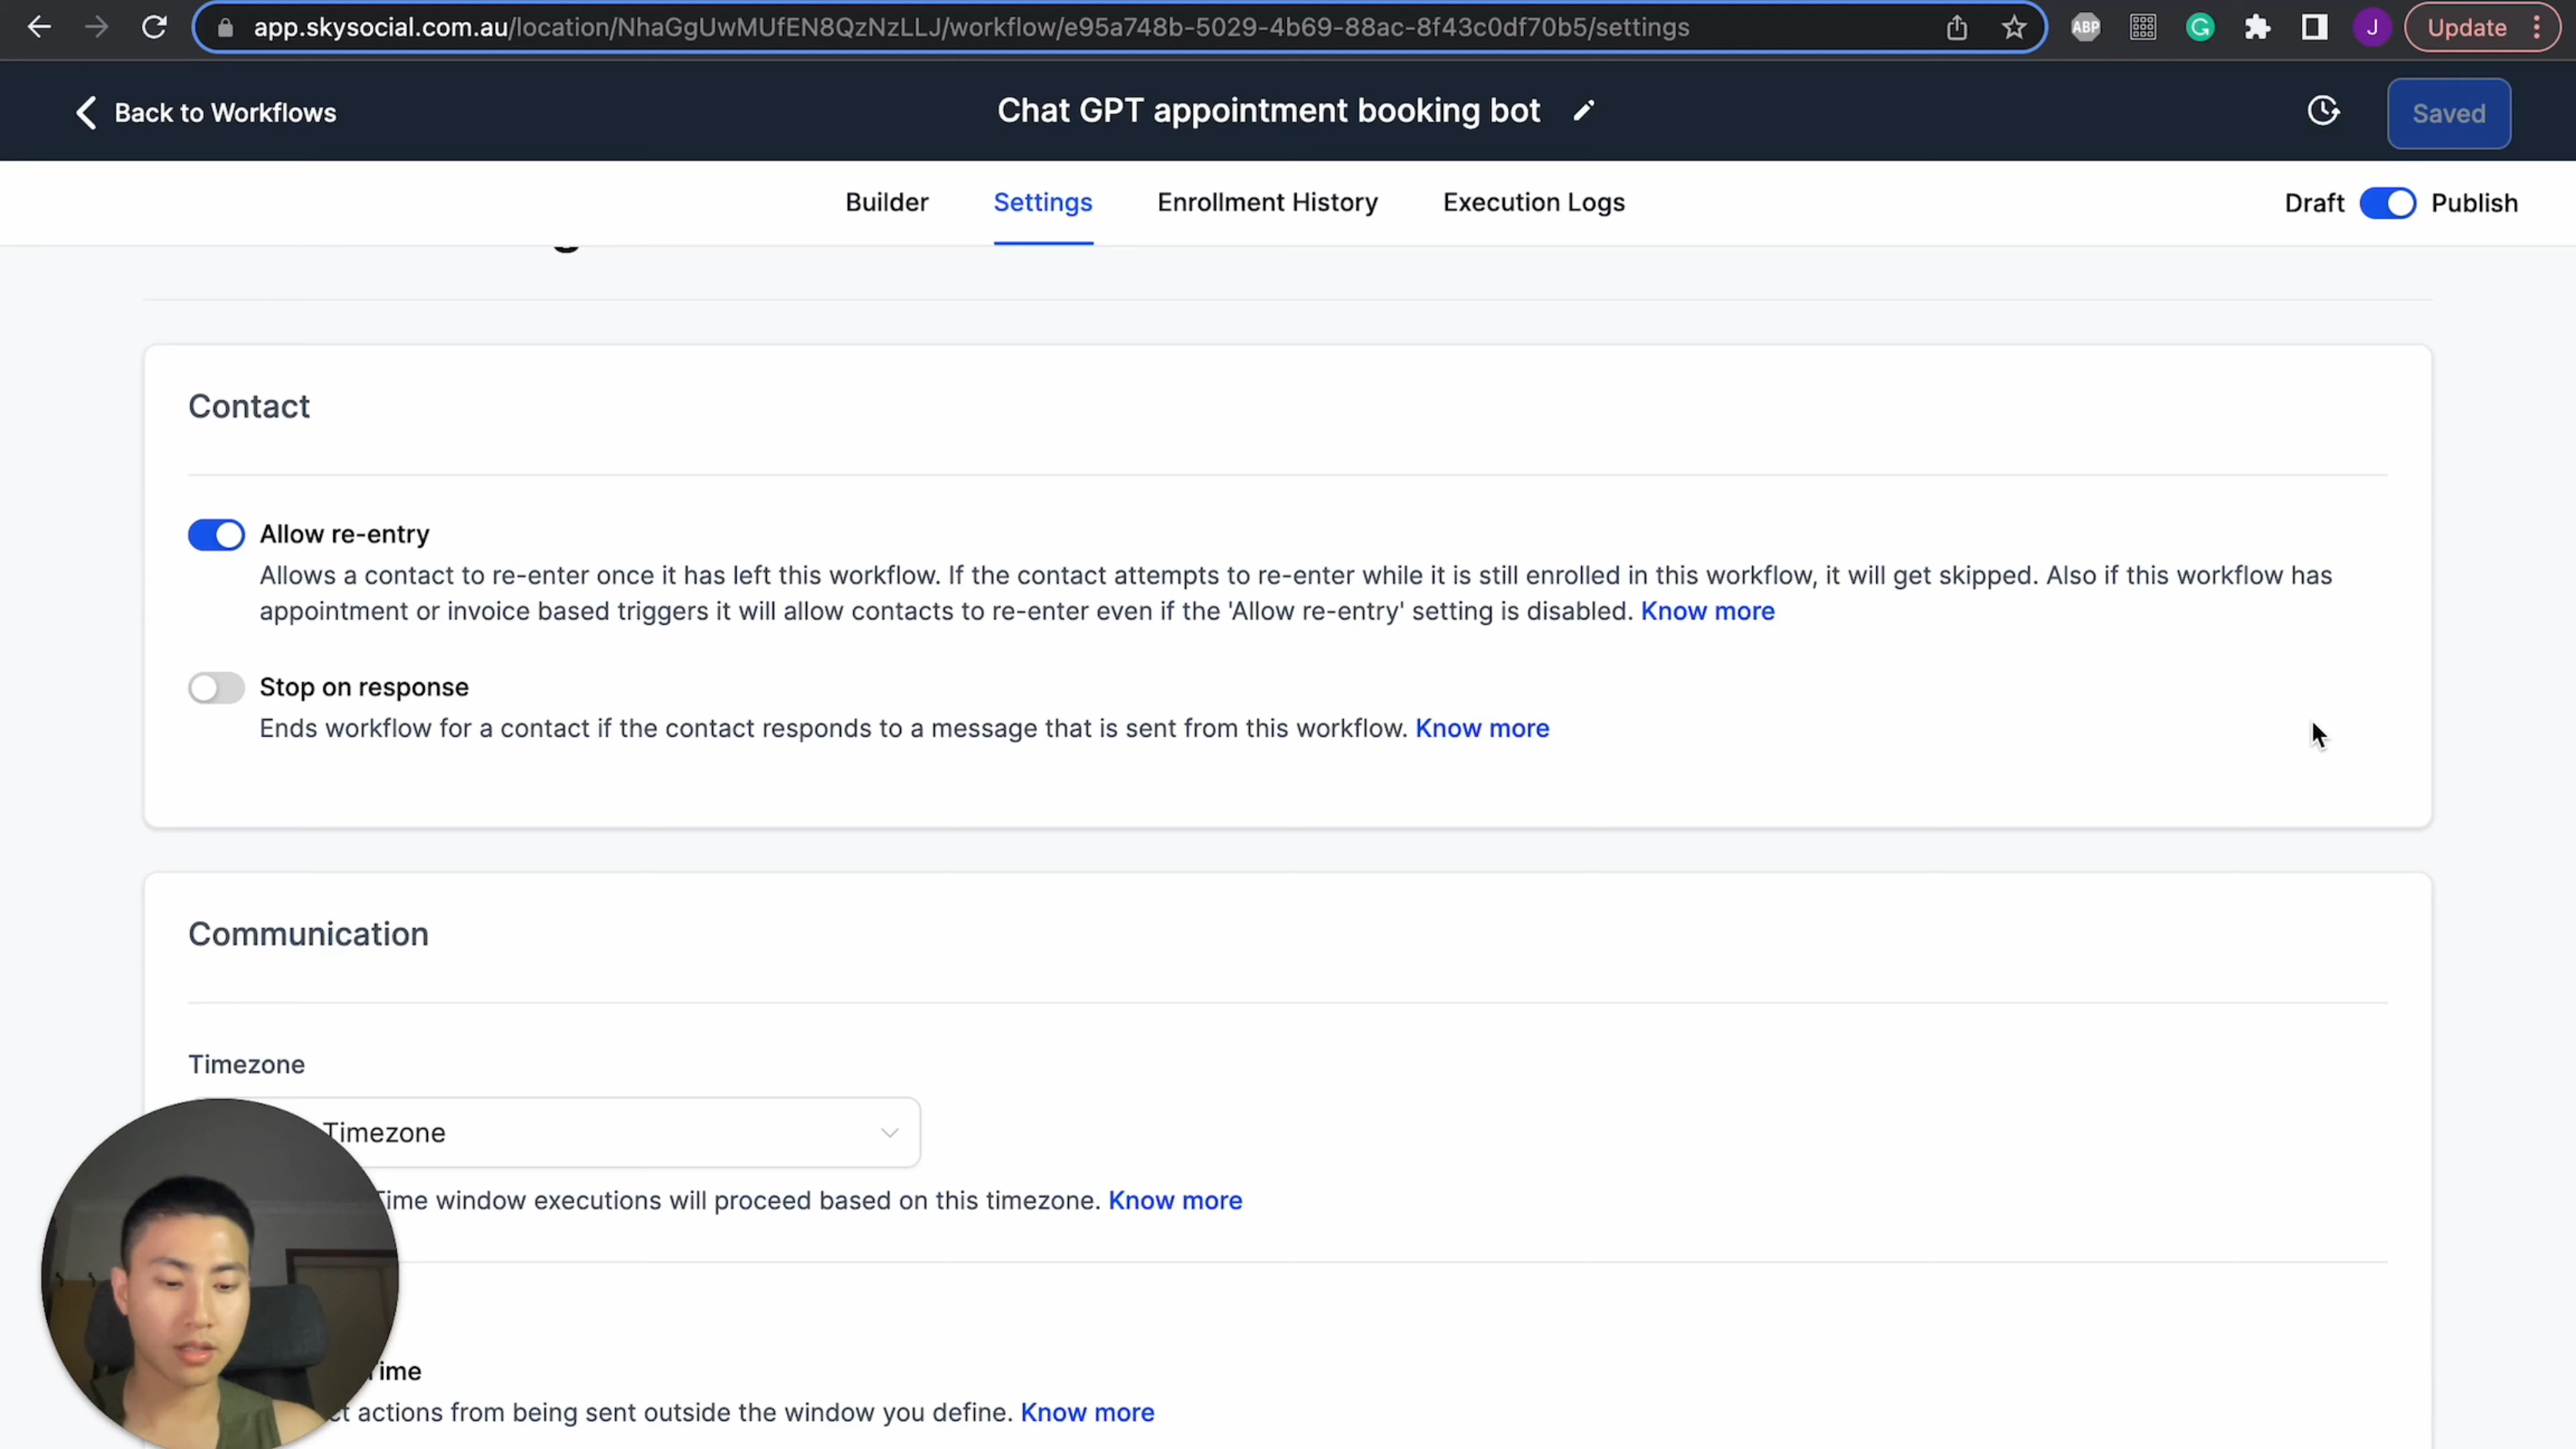 app.skysocial.com.au/location/NhaGgUwMUfEN8QzNzLLJ/workflow/e95a748b-5029-4b69-88ac-8f43c0df70b5/settings
ABP
G
J
Update
Back to Workflows
Chat GPT appointment booking bot
Saved
Builder
Settings
Enrollment History
Execution Logs
Draft
Publish
Contact
Allow re-entry
Allows a contact to re-enter once it has left this workflow. If the contact attempts to re-enter while it is still enrolled in this workflow, it will get skipped. Also if this workflow has
appointment or invoice based triggers it will allow contacts to re-enter even if the 'Allow re-entry' setting is disabled. Know more
Stop on response
Ends workflow for a contact if the contact responds to a message that is sent from this workflow. Know more
Communication
Timezone
Timezone
Time window executions will proceed based on this timezone. Know more
Time
actions from being sent outside the window you define. Know more